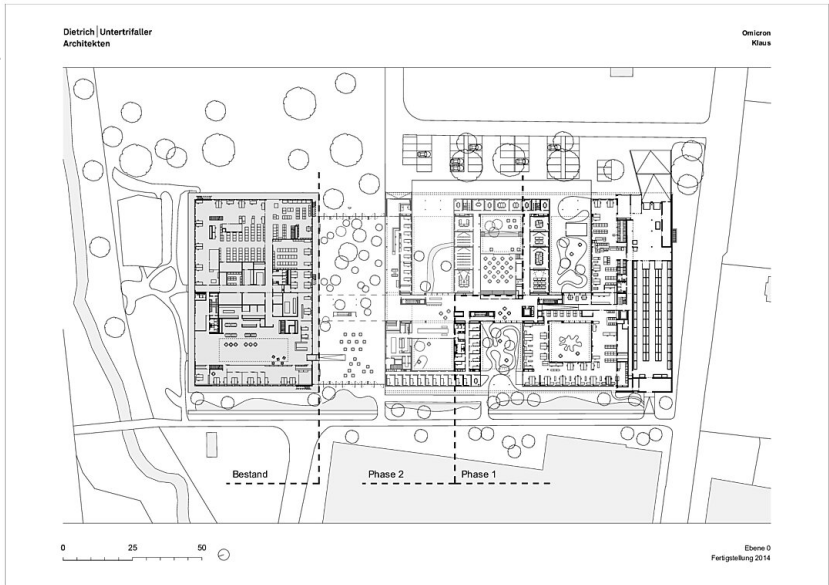 Dietrich | Untertrifaller
Architekten
Omicron
Klaus
Bestand
Phase 2
Phase 1
0 25 50
Ebene 0
Fertigstellung 2014